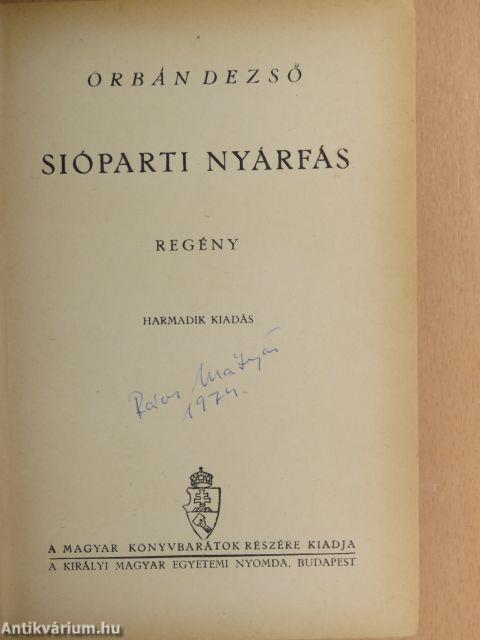 ORBÁN DEZSŐ
SIÓPARTI NYÁRFÁS
REGÉNY
HARMADIK KIADÁS
Mátyás
1974.
A MAGYAR KÖNYVBARÁTOK RÉSZÉRE KIADJA
A KIRÁLYI MAGYAR EGYETEMI NYOMDA, BUDAPEST
Antikvárium.hu